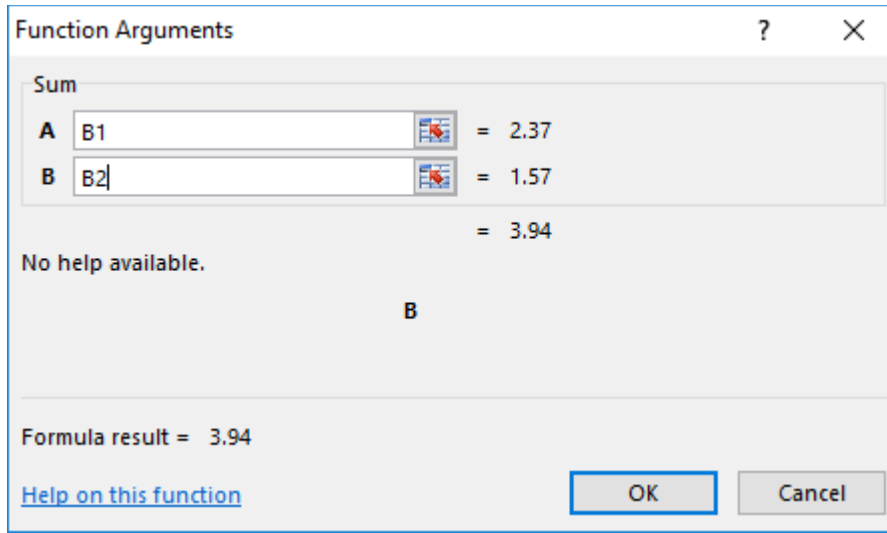 Function Arguments ?
Sum
A B1 = 2.37
B B2 = 1.57
= 3.94
No help available.
B
Formula result = 3.94
Help on this function OK Cancel